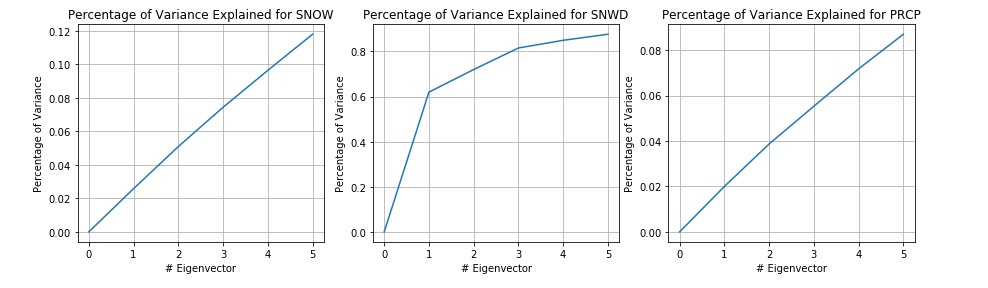 Percentage of Variance Explained for SNOW
Percentage of Variance
0.12
0.10
0.08
0.06
0.04
0.02
0.00
0 1 2 3 4 5
# Eigenvector
Percentage of Variance Explained for SNWD
Percentage of Variance
0.8
0.6
0.4
0.2
0.0
0 1 2 3 4 5
# Eigenvector
Percentage of Variance Explained for PRCP
Percentage of Variance
0.08
0.06
0.04
0.02
0.00
0 1 2 3 4 5
# Eigenvector